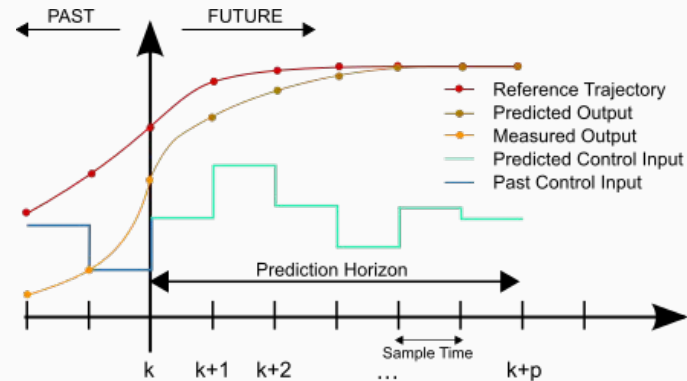 PAST FUTURE
Reference Trajectory
Predicted Output
Measured Output
Predicted Control Input
Past Control Input
Prediction Horizon
Sample Time
k k+1 k+2 ... k+p